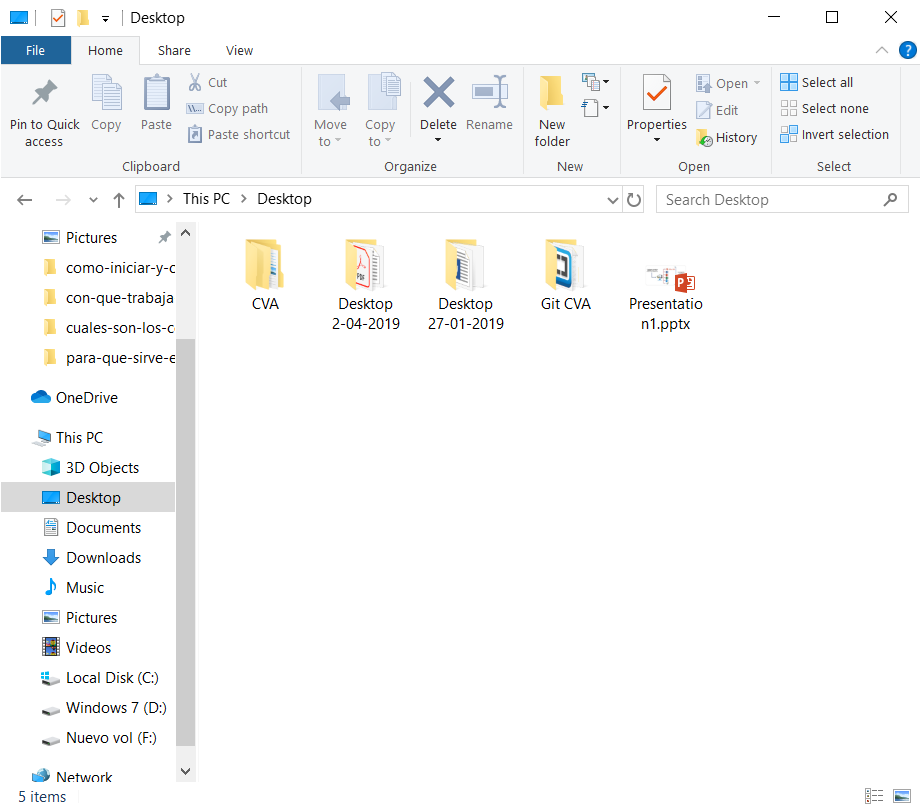 Desktop
File Home Share View
Pin to Quick access
Copy
Paste
Cut
Copy path
Paste shortcut
Clipboard
Move to
Copy to
Delete
Rename
Organize
New folder
New
Properties
Open
Edit
History
Open
Select all
Select none
Invert selection
Select
This PC > Desktop
Search Desktop
Pictures
como-iniciar-y-c
con-que-trabaja
cuales-son-los-c
para-que-sirve-e
OneDrive
This PC
3D Objects
Desktop
Documents
Downloads
Music
Pictures
Videos
Local Disk (C:)
Windows 7 (D:)
Nuevo vol (F:)
Network
CVA
PDF
Desktop
2-04-2019
Desktop
27-01-2019
Git CVA
P
Presentatio
n1.pptx
5 items